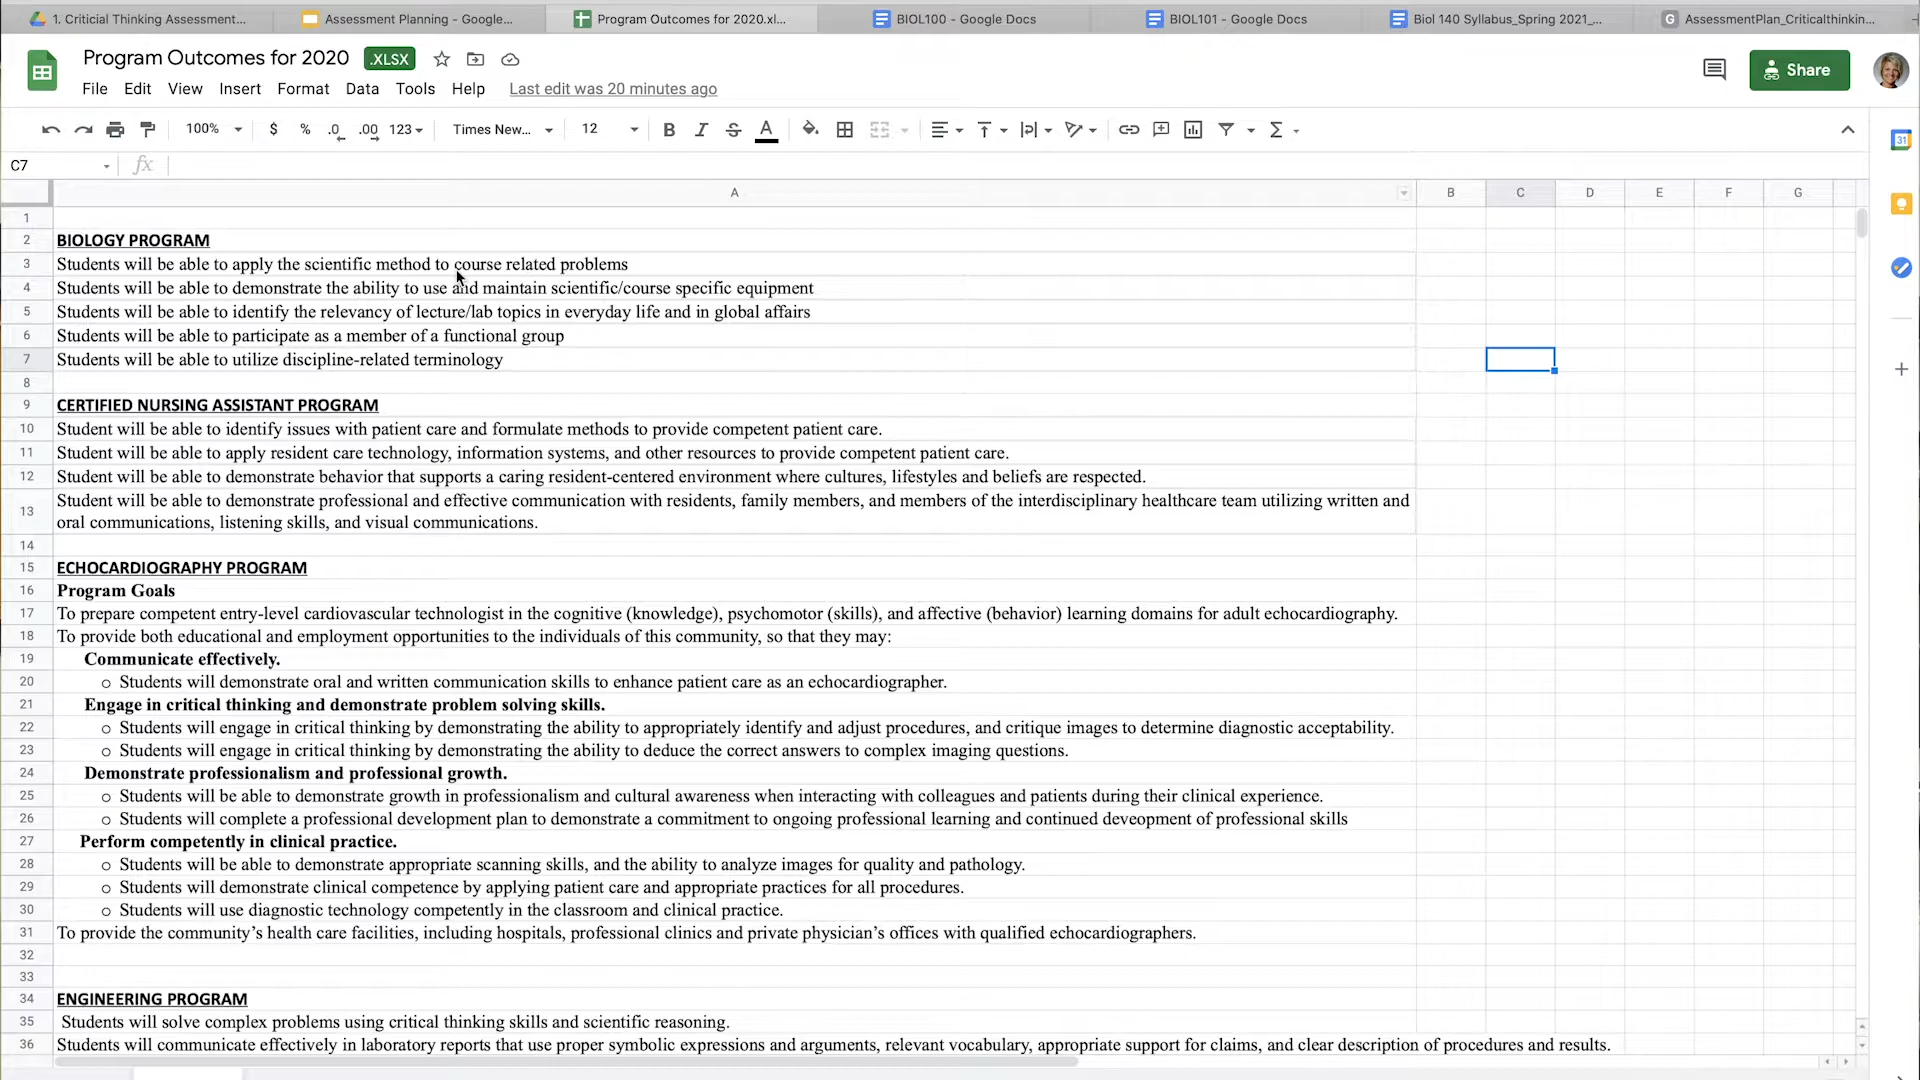 1. Criticial Thinking Assessment...
Assessment Planning - Google...
Program Outcomes for 2020.xl...
BIOL100 - Google Docs
BIOL101 - Google Docs
Biol 140 Syllabus_Spring 2021_...
G AssessmentPlan_Criticalthinkin...
Program Outcomes for 2020 .XLSX
Share
File Edit View Insert Format Data Tools Help Last edit was 20 minutes ago
100% $ % .0 .00 123 Times New... 12 B I S A
31
C7 fx
A B C D E F G
1
2 BIOLOGY PROGRAM
3 Students will be able to apply the scientific method to course related problems
4 Students will be able to demonstrate the ability to use and maintain scientific/course specific equipment
5 Students will be able to identify the relevancy of lecture/lab topics in everyday life and in global affairs
6 Students will be able to participate as a member of a functional group
7 Students will be able to utilize discipline-related terminology
8
9 CERTIFIED NURSING ASSISTANT PROGRAM
10 Student will be able to identify issues with patient care and formulate methods to provide competent patient care.
11 Student will be able to apply resident care technology, information systems, and other resources to provide competent patient care.
12 Student will be able to demonstrate behavior that supports a caring resident-centered environment where cultures, lifestyles and beliefs are respected.
13 Student will be able to demonstrate professional and effective communication with residents, family members, and members of the interdisciplinary healthcare team utilizing written and
oral communications, listening skills, and visual communications.
14
15 ECHOCARDIOGRAPHY PROGRAM
16 Program Goals
17 To prepare competent entry-level cardiovascular technologist in the cognitive (knowledge), psychomotor (skills), and affective (behavior) learning domains for adult echocardiography.
18 To provide both educational and employment opportunities to the individuals of this community, so that they may:
19 Communicate effectively.
20 o Students will demonstrate oral and written communication skills to enhance patient care as an echocardiographer.
21 Engage in critical thinking and demonstrate problem solving skills.
22 o Students will engage in critical thinking by demonstrating the ability to appropriately identify and adjust procedures, and critique images to determine diagnostic acceptability.
23 o Students will engage in critical thinking by demonstrating the ability to deduce the correct answers to complex imaging questions.
24 Demonstrate professionalism and professional growth.
25 o Students will be able to demonstrate growth in professionalism and cultural awareness when interacting with colleagues and patients during their clinical experience.
26 o Students will complete a professional development plan to demonstrate a commitment to ongoing professional learning and continued deveopment of professional skills
27 Perform competently in clinical practice.
28 o Students will be able to demonstrate appropriate scanning skills, and the ability to analyze images for quality and pathology.
29 o Students will demonstrate clinical competence by applying patient care and appropriate practices for all procedures.
30 o Students will use diagnostic technology competently in the classroom and clinical practice.
31 To provide the community’s health care facilities, including hospitals, professional clinics and private physician’s offices with qualified echocardiographers.
32
33
34 ENGINEERING PROGRAM
35 Students will solve complex problems using critical thinking skills and scientific reasoning.
36 Students will communicate effectively in laboratory reports that use proper symbolic expressions and arguments, relevant vocabulary, appropriate support for claims, and clear description of procedures and results.